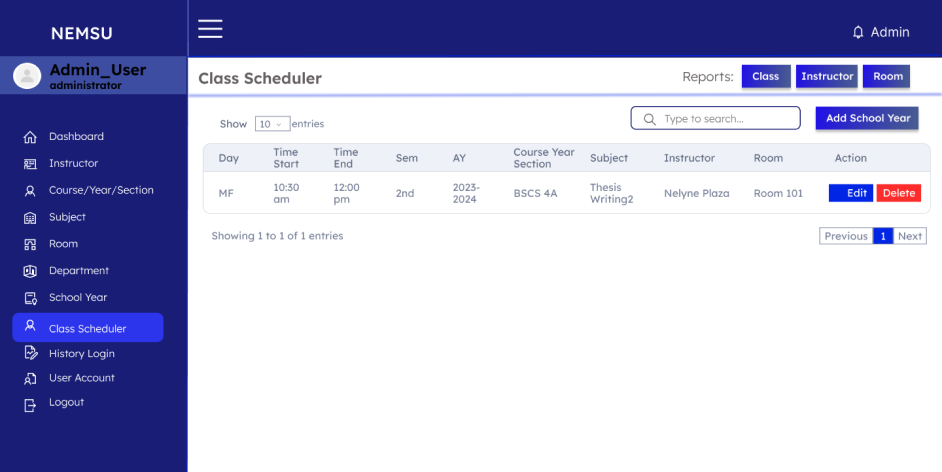 NEMSU
Admin
Admin_User
administrator
Dashboard
Instructor
Course/Year/Section
Subject
Room
Department
School Year
Class Scheduler
History Login
User Account
Logout
Class Scheduler
Reports: Class Instructor Room
Show 10 entries
Type to search...
Add School Year
Day Time Start Time End Sem AY Course Year Section Subject Instructor Room Action
MF 10:30 am 12:00 pm 2nd 2023-2024 BSCS 4A Thesis Writing2 Nelyne Plaza Room 101 Edit Delete
Showing 1 to 1 of 1 entries
Previous 1 Next